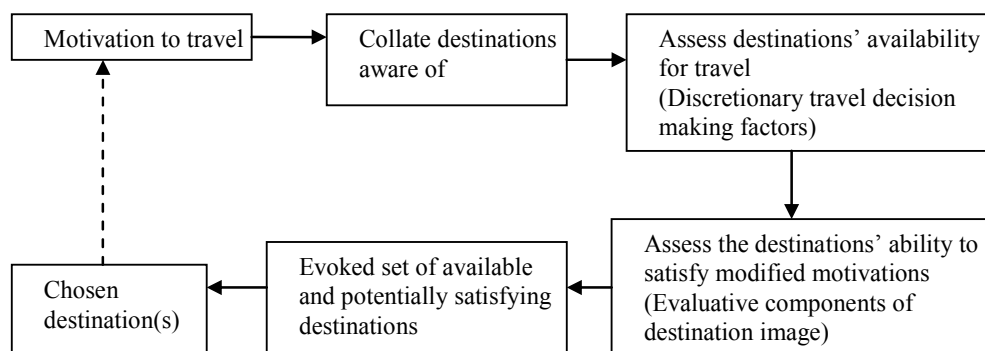 Motivation to travel
Collate destinations
aware of
Assess destinations’ availability
for travel
(Discretionary travel decision
making factors)
Assess the destinations’ ability to
satisfy modified motivations
(Evaluative components of
destination image)
Evoked set of available
and potentially satisfying
destinations
Chosen
destination(s)